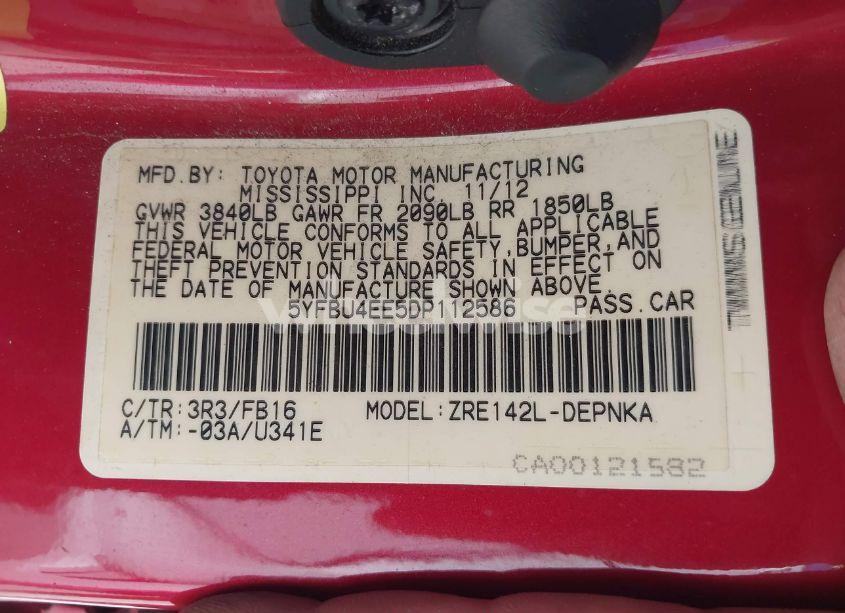 MFD.BY: TOYOTA MOTOR MANUFACTURING
MISSISSIPPI INC. 11/12
GVWR 3840LB GAWR FR 2090LB RR 1850LB
THIS VEHICLE CONFORMS TO ALL APPLICABLE
FEDERAL MOTOR VEHICLE SAFETY,BUMPER,AND
THEFT PREVENTION STANDARDS IN EFFECT ON
THE DATE OF MANUFACTURE SHOWN ABOVE.
5YFBU4EE5DP112586 PASS.CAR
C/TR:3R3/FB16 MODEL:ZRE142L-DEPNKA
A/TM:-03A/U341E
CA00121582